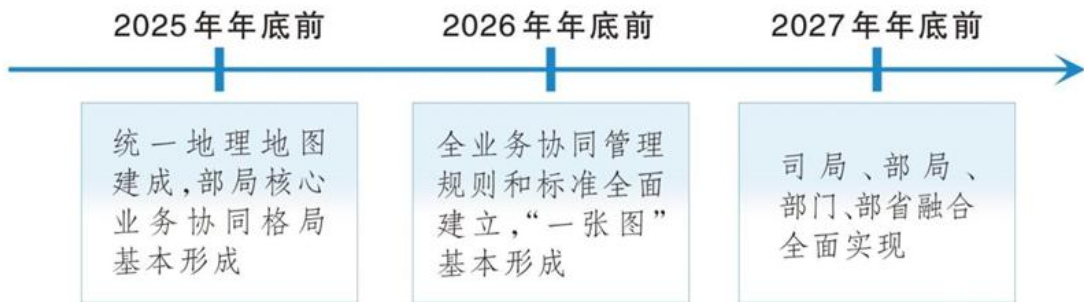 2025年年底前
2026年年底前
2027年年底前
统一地理地图
建成,部局核心
业务协同格局
基本形成
全业务协同管理
规则和标准全面
建立,“一张图”
基本形成
司局、部局、
部门、部省融合
全面实现